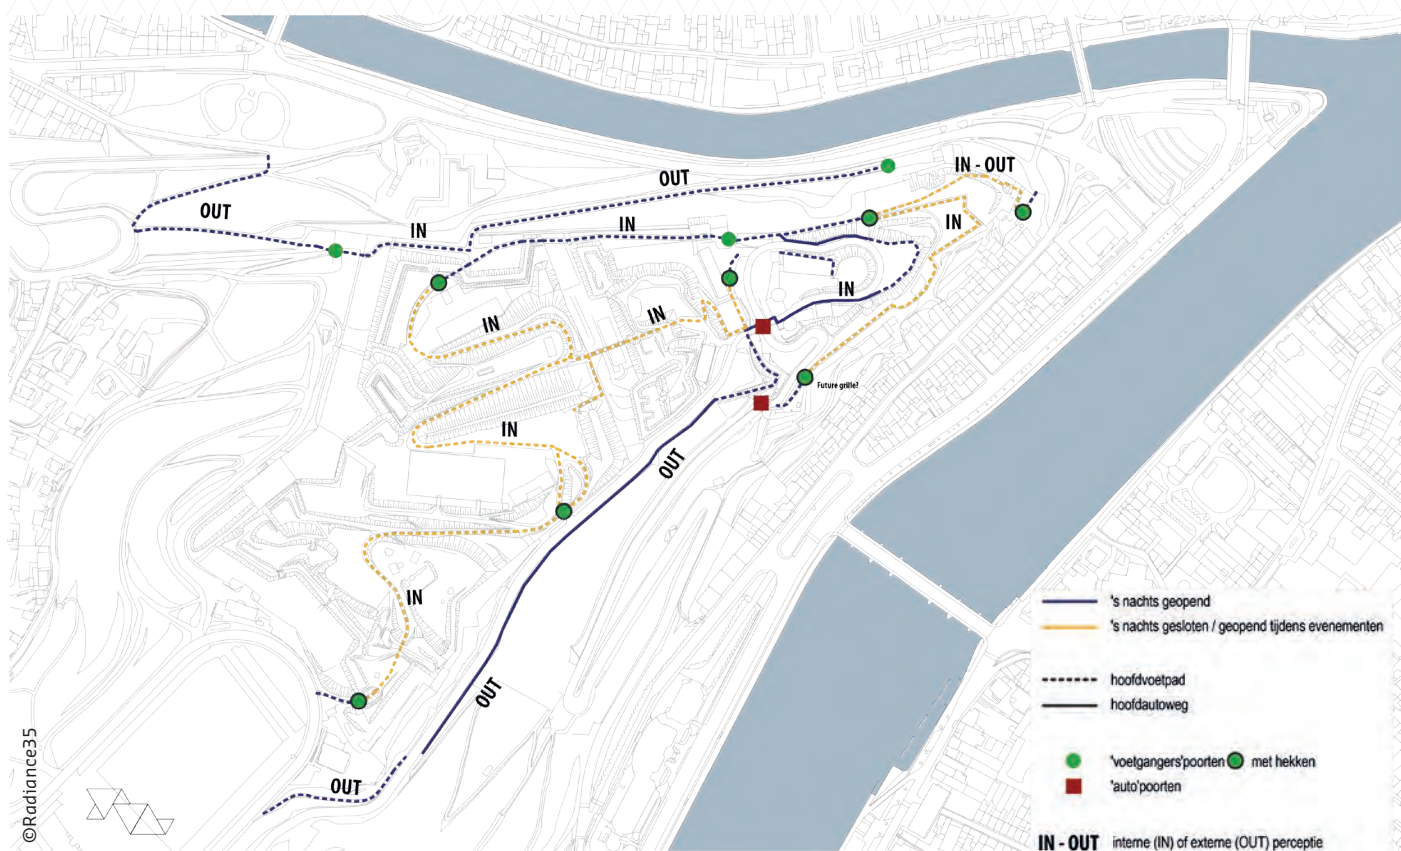 IN - OUT
OUT
OUT
IN
IN
IN
IN
IN
IN
Future grille?
IN
OUT
IN
OUT
OUT
©Radiance35
's nachts geopend
's nachts gesloten / geopend tijdens evenementen
hoofdvoetpad
hoofdautoweg
'voetgangers'poorten met hekken
'auto'poorten
IN - OUT interne (IN) of externe (OUT) perceptie